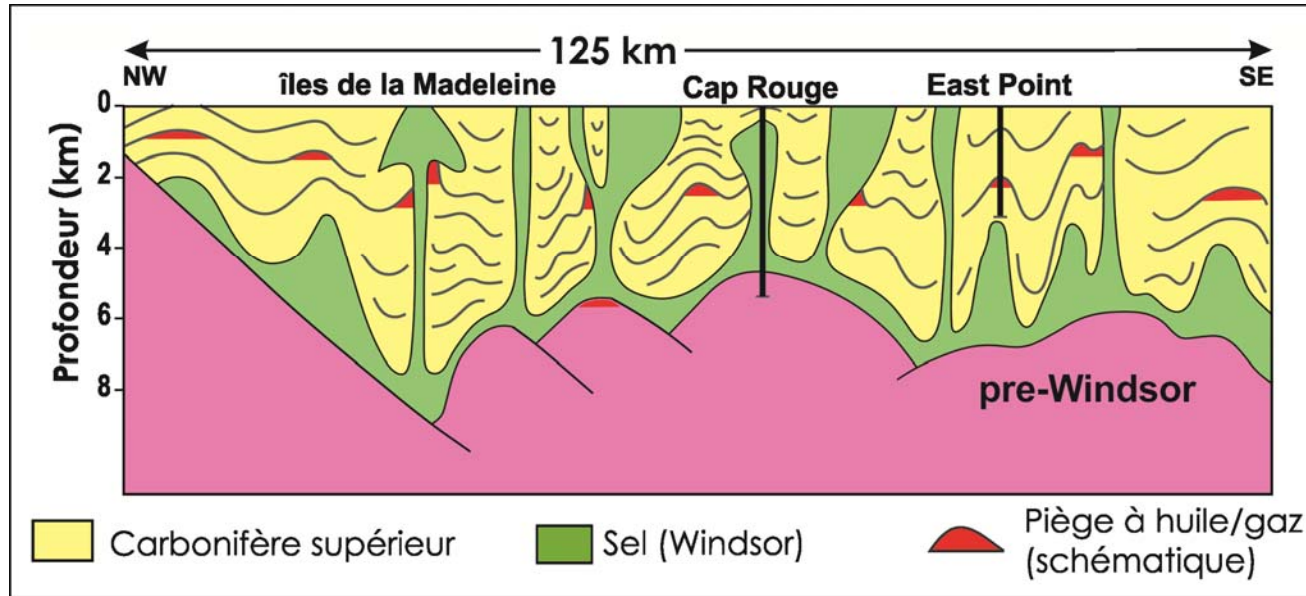 125 km
NW
SE
îles de la Madeleine
Cap Rouge
East Point
Profondeur (km)
0
2
4
6
8
pre-Windsor
Carbonifère supérieur
Sel (Windsor)
Piège à huile/gaz
(schématique)